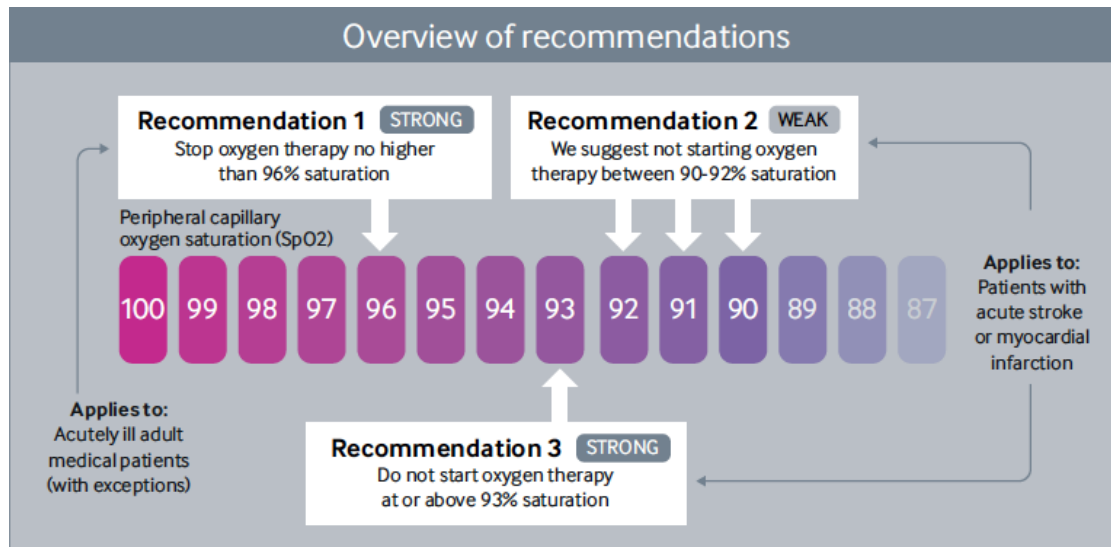 Overview of recommendations
Recommendation 1 STRONG
Stop oxygen therapy no higher
than 96% saturation
Recommendation 2 WEAK
We suggest not starting oxygen
therapy between 90-92% saturation
Peripheral capillary
oxygen saturation (SpO2)
100 99 98 97 96 95 94 93 92 91 90 89 88 87
Applies to:
Patients with
acute stroke
or myocardial
infarction
Applies to:
Acutely ill adult
medical patients
(with exceptions)
Recommendation 3 STRONG
Do not start oxygen therapy
at or above 93% saturation